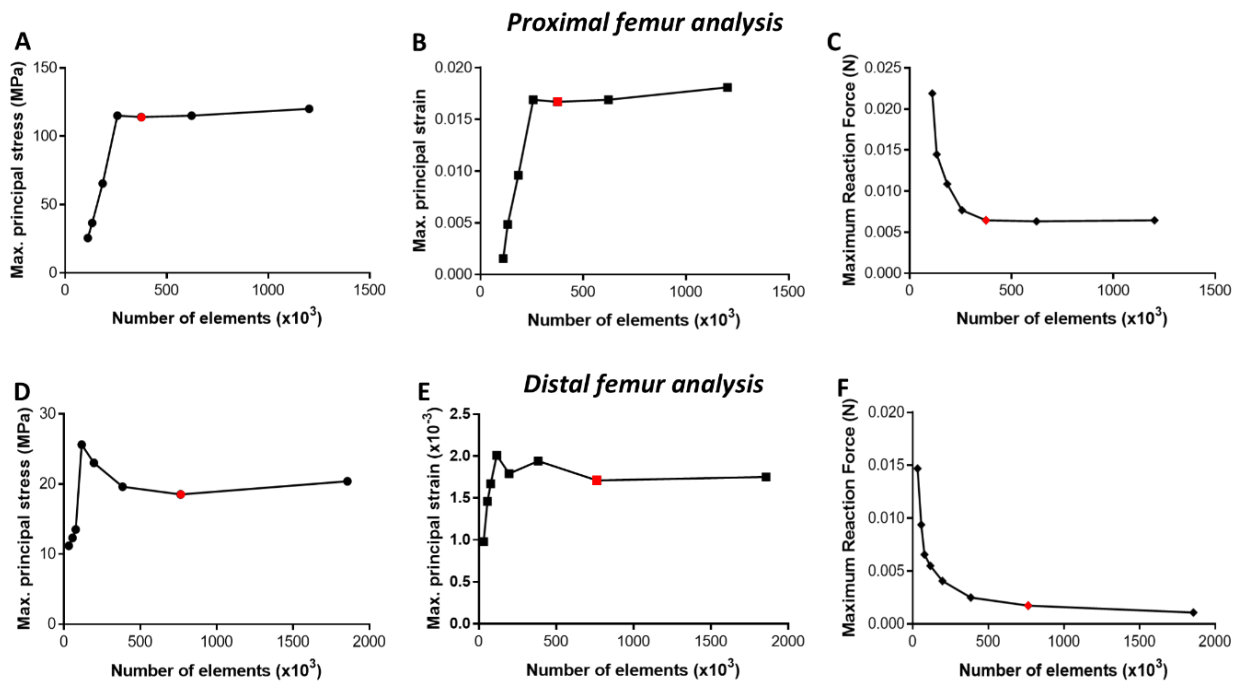 Proximal femur analysis
A
Max. principal stress (MPa)
150
100
50
0
0 500 1000 1500
Number of elements (x10³)
B
Max. principal strain
0.020
0.015
0.010
0.005
0.000
0 500 1000 1500
Number of elements (x10³)
C
Maximum Reaction Force (N)
0.025
0.020
0.015
0.010
0.005
0.000
0 500 1000 1500
Number of elements (x10³)
Distal femur analysis
D
Max. principal stress (MPa)
30
20
10
0
0 500 1000 1500 2000
Number of elements (x10³)
E
Max. principal strain (x10⁻³)
2.5
2.0
1.5
1.0
0.5
0.0
0 500 1000 1500 2000
Number of elements (x10³)
F
Maximum Reaction Force (N)
0.020
0.015
0.010
0.005
0.000
0 500 1000 1500 2000
Number of elements (x10³)